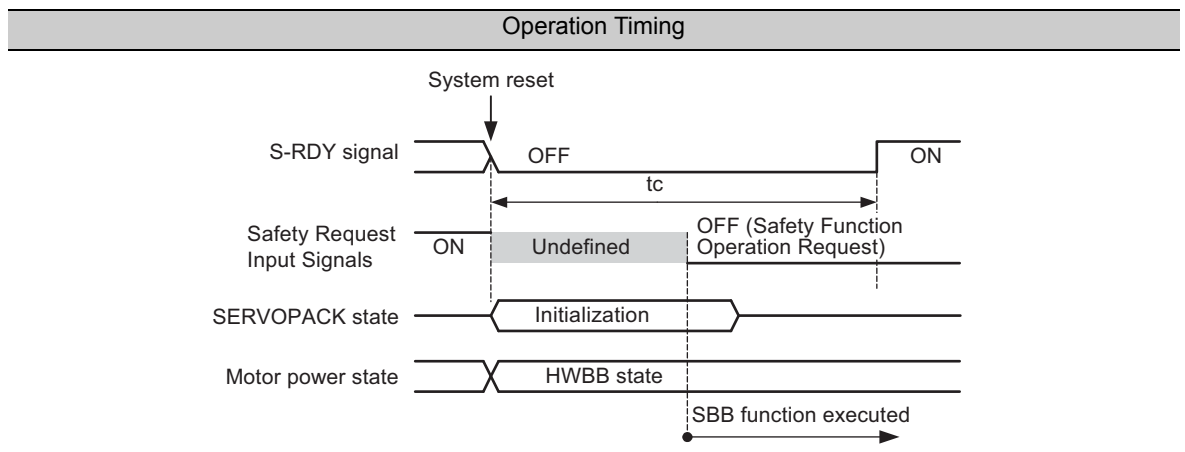 Operation Timing
System reset
S-RDY signal
OFF
ON
tc
Safety Request
Input Signals
ON
Undefined
OFF (Safety Function
Operation Request)
SERVOPACK state
Initialization
Motor power state
HWBB state
SBB function executed